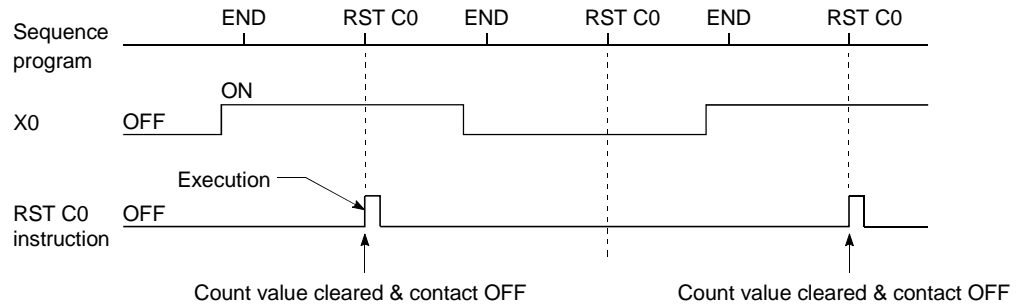 END RST C0 END RST C0 END RST C0
Sequence
program
ON
X0 OFF
Execution
RST C0 OFF
instruction
Count value cleared & contact OFF Count value cleared & contact OFF